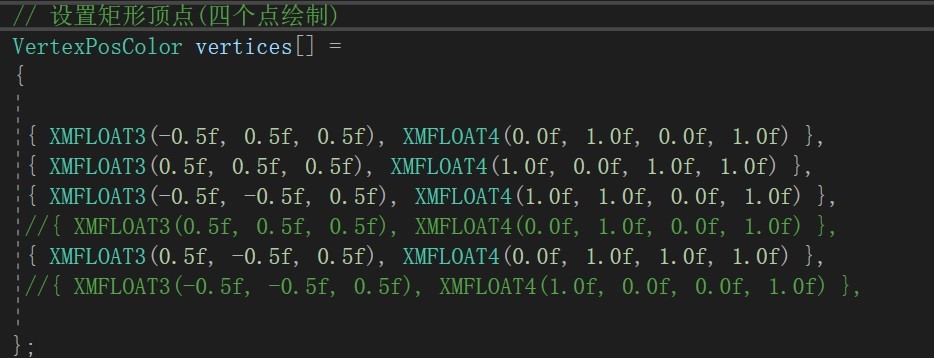 // 设置矩形顶点(四个点绘制)
VertexPosColor vertices[] =
{
{ XMFLOAT3(-0.5f, 0.5f, 0.5f), XMFLOAT4(0.0f, 1.0f, 0.0f, 1.0f) },
{ XMFLOAT3(0.5f, 0.5f, 0.5f), XMFLOAT4(1.0f, 0.0f, 1.0f, 1.0f) },
{ XMFLOAT3(-0.5f, -0.5f, 0.5f), XMFLOAT4(1.0f, 1.0f, 0.0f, 1.0f) },
//{ XMFLOAT3(0.5f, 0.5f, 0.5f), XMFLOAT4(0.0f, 1.0f, 0.0f, 1.0f) },
{ XMFLOAT3(0.5f, -0.5f, 0.5f), XMFLOAT4(0.0f, 1.0f, 1.0f, 1.0f) },
//{ XMFLOAT3(-0.5f, -0.5f, 0.5f), XMFLOAT4(1.0f, 0.0f, 0.0f, 1.0f) },
};